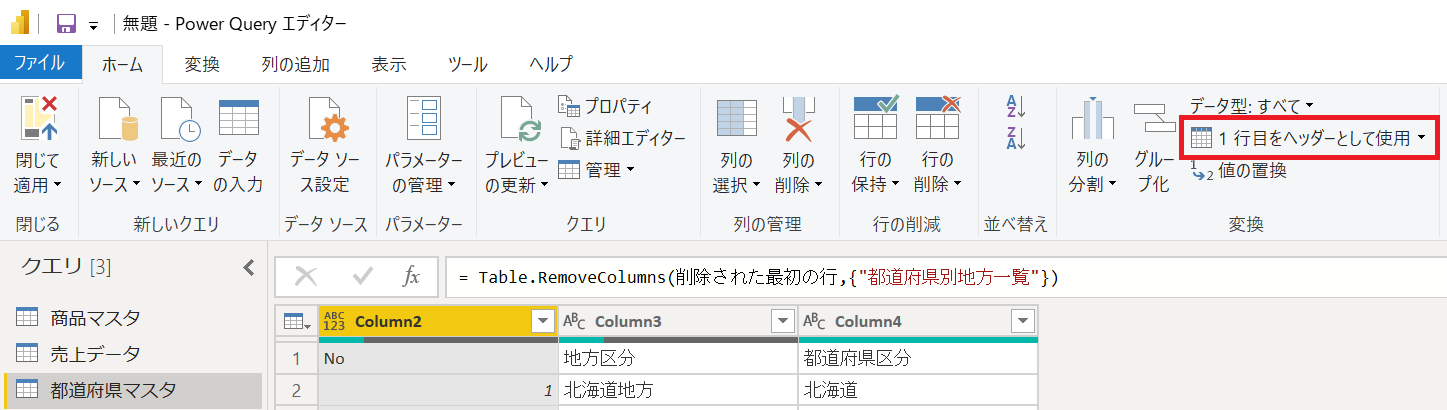 無題 - Power Query エディター
ファイル ホーム 変換 列の追加 表示 ツール ヘルプ
閉じて
適用
閉じる
新しい
ソース
最近の
ソース
データ
の入力
新しいクエリ
データ ソー
ス設定
データ ソース
パラメーター
の管理
パラメーター
プレビュー
の更新
プロパティ
詳細エディター
管理
クエリ
列の
選択
列の
削除
列の管理
行の
保持
行の
削除
行の削減
A
Z
Z
A
並べ替え
列の
分割
グルー
プ化
データ型: すべて
1 行目をヘッダーとして使用
1 2 値の置換
変換
クエリ [3]
商品マスタ
売上データ
都道府県マスタ
fx = Table.RemoveColumns(削除された最初の行,{"都道府県別地方一覧"})
ABC
123 Column2 ABC Column3 ABC Column4
1 No 地方区分 都道府県区分
2 1 北海道地方 北海道